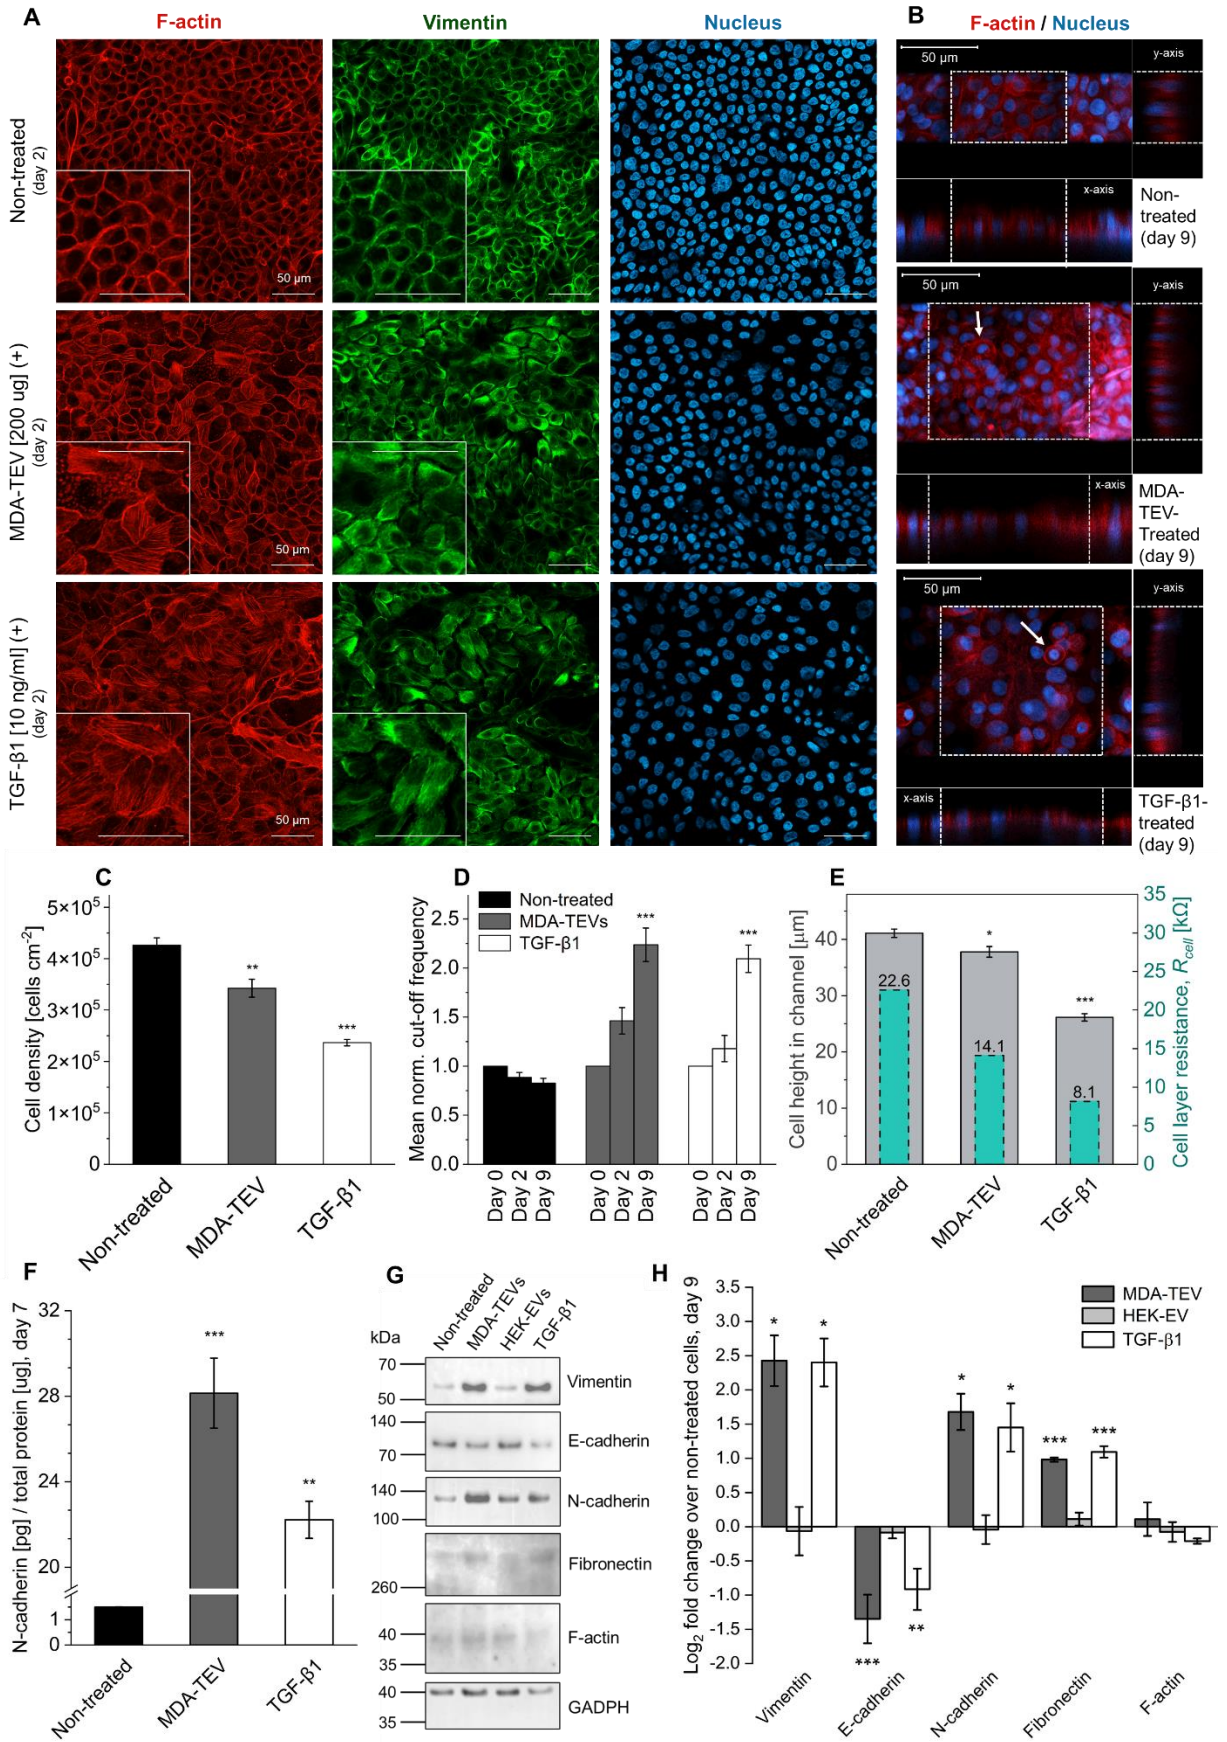 A
F-actin
Vimentin
Nucleus
B
F-actin / Nucleus
Non-treated
(day 2)
50 µm
MDA-TEV [200 ug] (+)
(day 2)
50 µm
TGF-β1 [10 ng/ml] (+)
(day 2)
50 µm
50 µm
y-axis
x-axis
Non-
treated
(day 9)
50 µm
y-axis
x-axis
MDA-
TEV-
Treated
(day 9)
50 µm
y-axis
x-axis
TGF-β1-
treated
(day 9)
C
Cell density [cells cm⁻²]
5×10⁵
4×10⁵
3×10⁵
2×10⁵
1×10⁵
0
**
***
Non-treated
MDA-TEV
TGF-β1
D
Non-treated
MDA-TEVs
TGF-β1
Mean norm. cut-off frequency
2.5
2.0
1.5
1.0
0.5
0.0
***
***
Day 0
Day 2
Day 9
Day 0
Day 2
Day 9
Day 0
Day 2
Day 9
E
Cell height in channel [µm]
40
30
20
10
0
22.6
14.1
8.1
*
***
35
30
25
20
15
10
5
0
Cell layer resistance, R_cell [kΩ]
Non-treated
MDA-TEV
TGF-β1
F
N-cadherin [pg] / total protein [ug], day 7
32
28
24
20
1
0
***
**
Non-treated
MDA-TEV
TGF-β1
G
kDa
Non-treated
MDA-TEVs
HEK-EVs
TGF-β1
70
50
Vimentin
140
70
E-cadherin
140
100
N-cadherin
260
Fibronectin
40
35
F-actin
40
35
GADPH
H
Log₂ fold change over non-treated cells, day 9
3.5
3.0
2.5
2.0
1.5
1.0
0.5
0.0
-0.5
-1.0
-1.5
-2.0
MDA-TEV
HEK-EV
TGF-β1
*
*
***
**
*
*
***
***
Vimentin
E-cadherin
N-cadherin
Fibronectin
F-actin